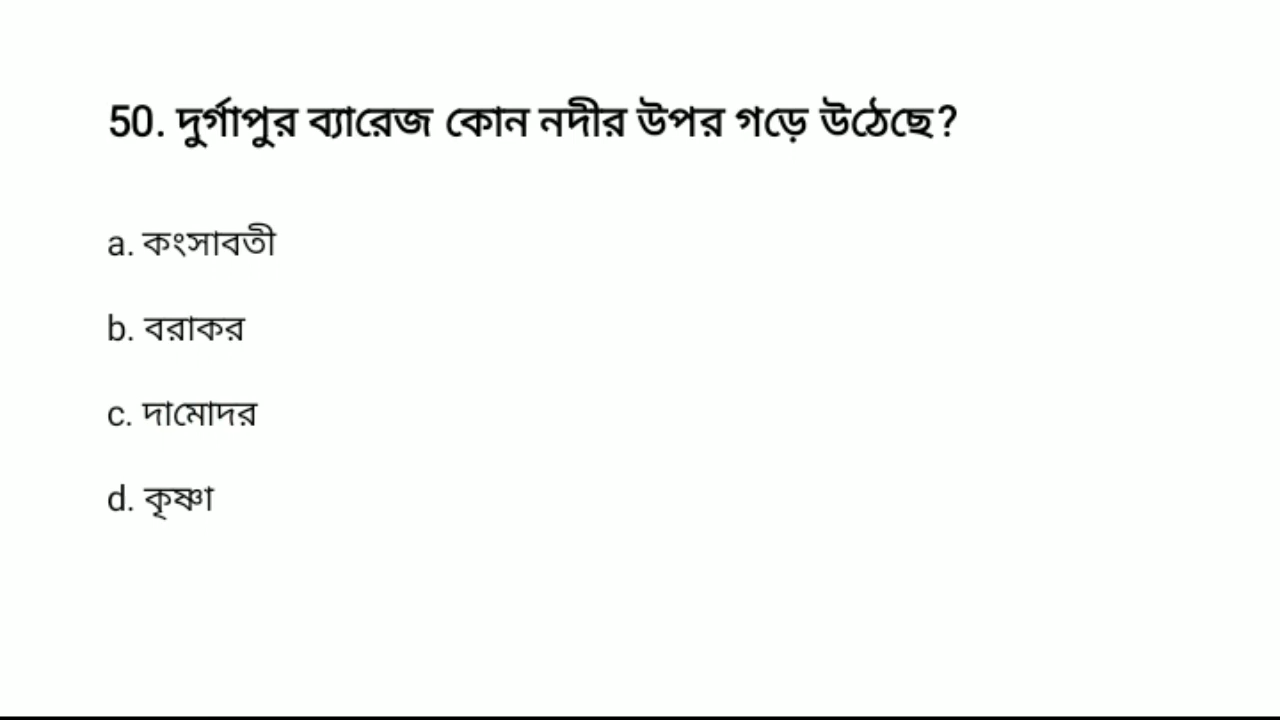 50. দুর্গাপুর ব্যারেজ কোন নদীর উপর গড়ে উঠেছে?
a. কংসাবতী
b. বরাকর
c. দামোদর
d. কৃষ্ণা